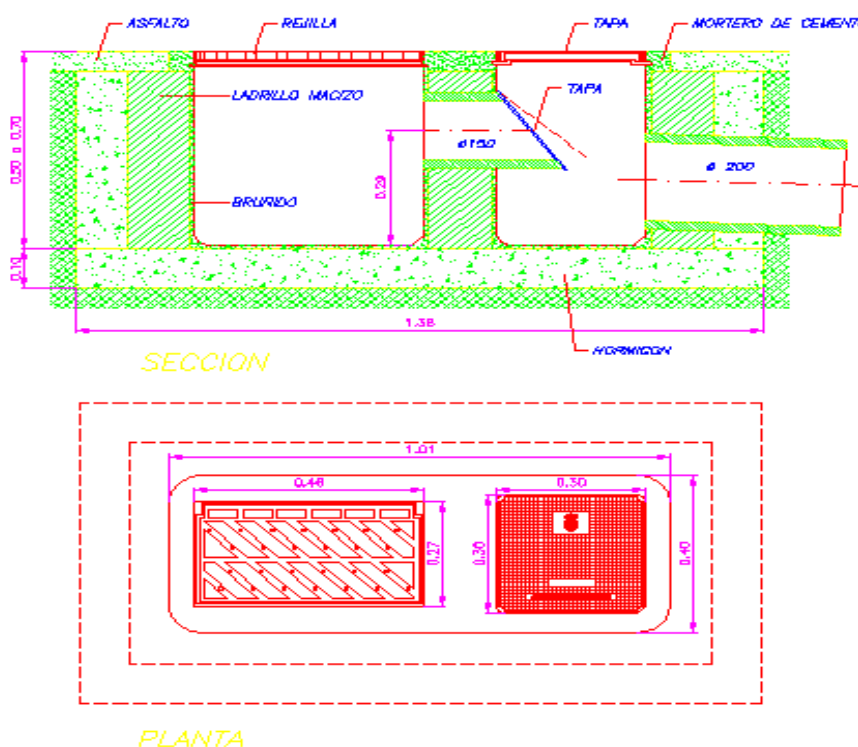 ASFALTO
REJILLA
TAPA
MORTERO DE CEMENTO
LADRILLO MACIZO
TAPA
0.50 a 0.70
ø150
ø 200
0.29
BRUÑIDO
0.10
1.38
HORMIGON
SECCION
1.01
0.46
0.30
0.27
0.30
0.40
PLANTA